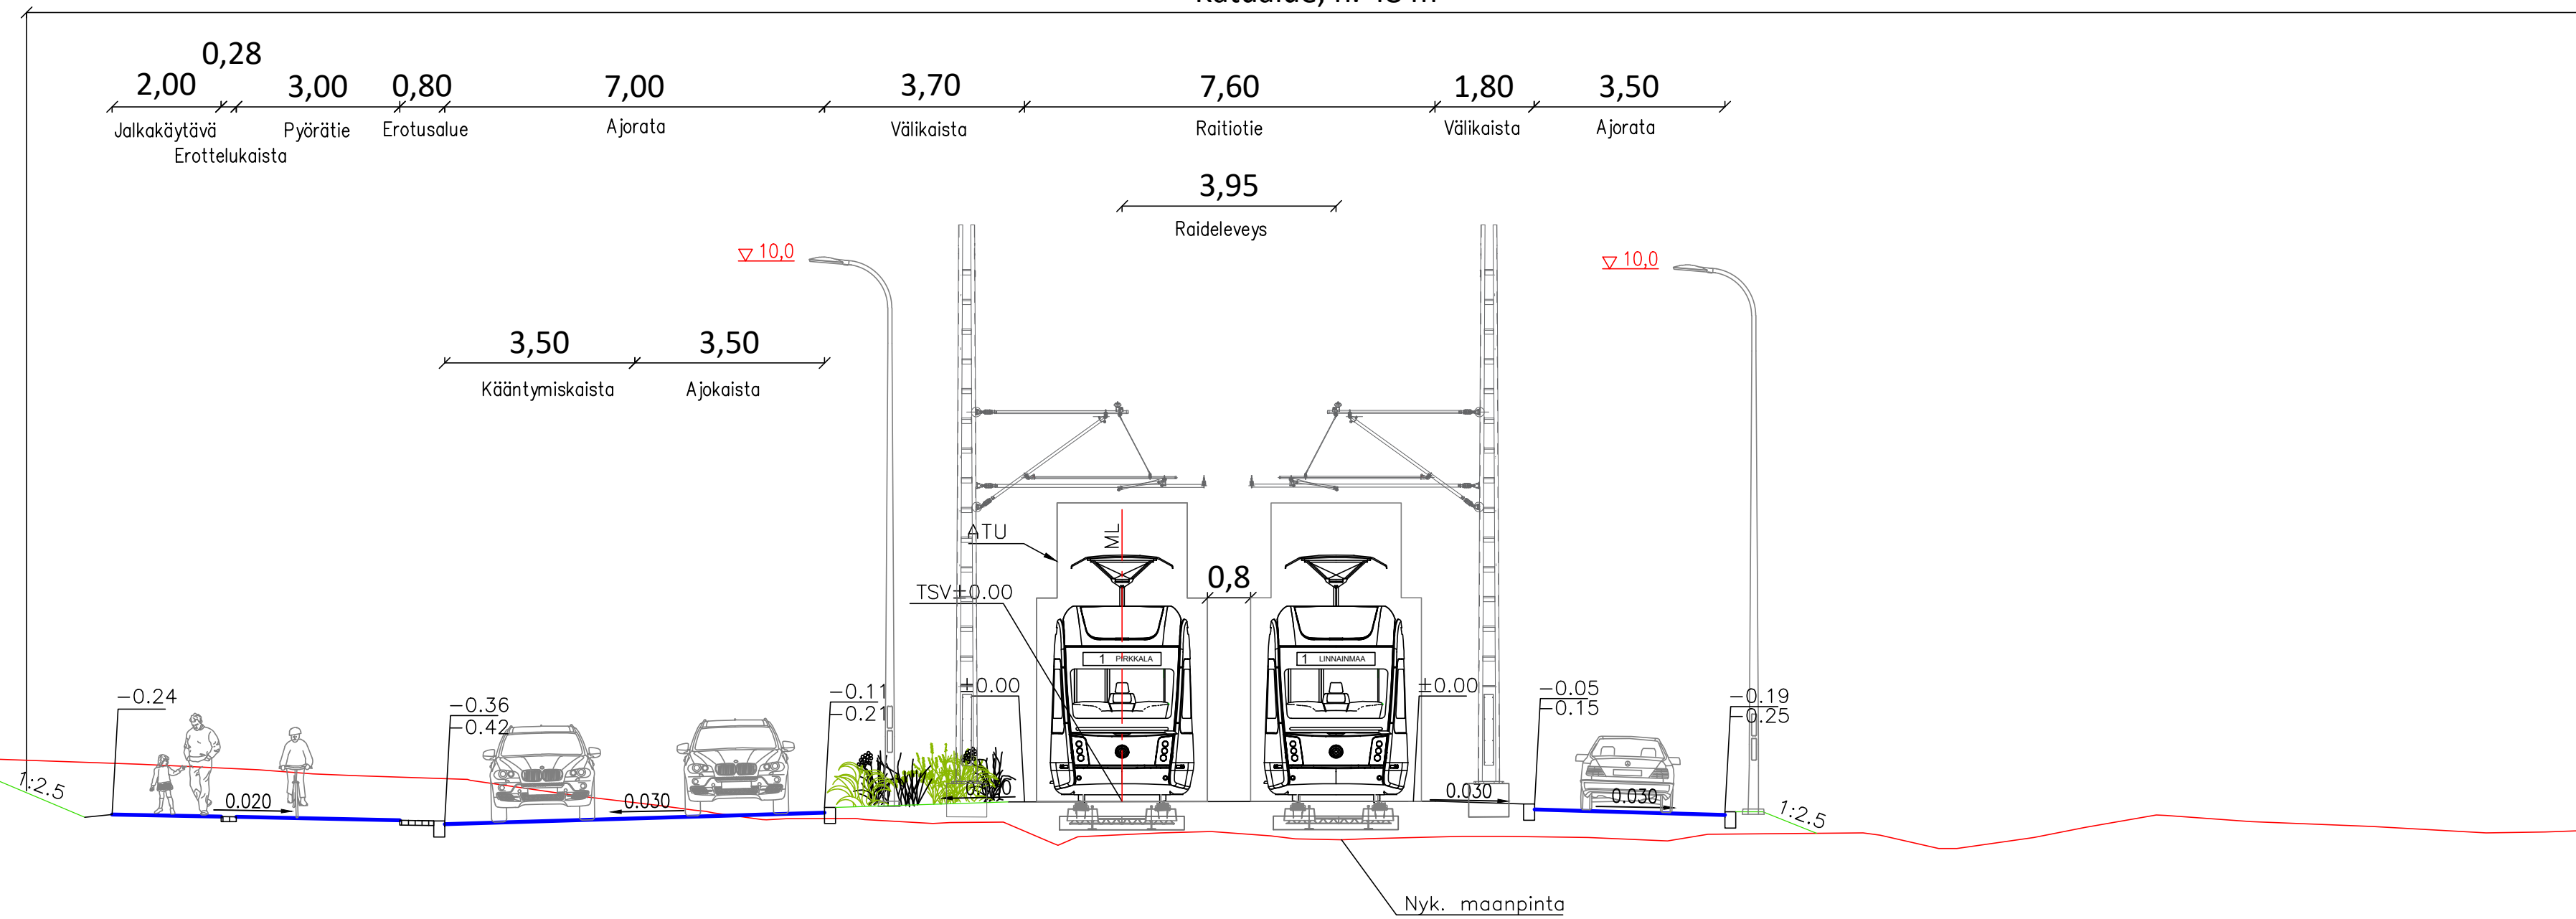 0,28
2,00 3,00 0,80 7,00 3,70 7,60 1,80 3,50
Jalkakäytävä Pyörätie Erotusalue Ajorata Välikaista Raitiotie Välikaista Ajorata
Erottelukaista
3,95
Raideleveys
10,0
10,0
3,50 3,50
Kääntymiskaista Ajokaista
ATU
ML
0,8
TSV±0.00
1 PIRKKALA
1 LINNAINMAA
-0.24
-0.36
-0.42
-0.11
-0.21
±0.00
±0.00
-0.05
-0.15
-0.19
-0.25
1:2.5
0.020
0.030
0.030
0.030
1:2.5
Nyk. maanpinta